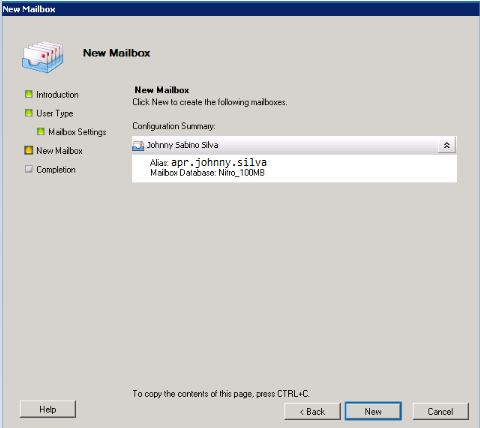 New Mailbox
New Mailbox
Introduction
User Type
Mailbox Settings
New Mailbox
Completion
New Mailbox
Click New to create the following mailboxes.
Configuration Summary:
Johnny Sabino Silva
Alias: apr.johnny.silva
Mailbox Database: Nitro_100MB
To copy the contents of this page, press CTRL+C.
Help
< Back
New
Cancel